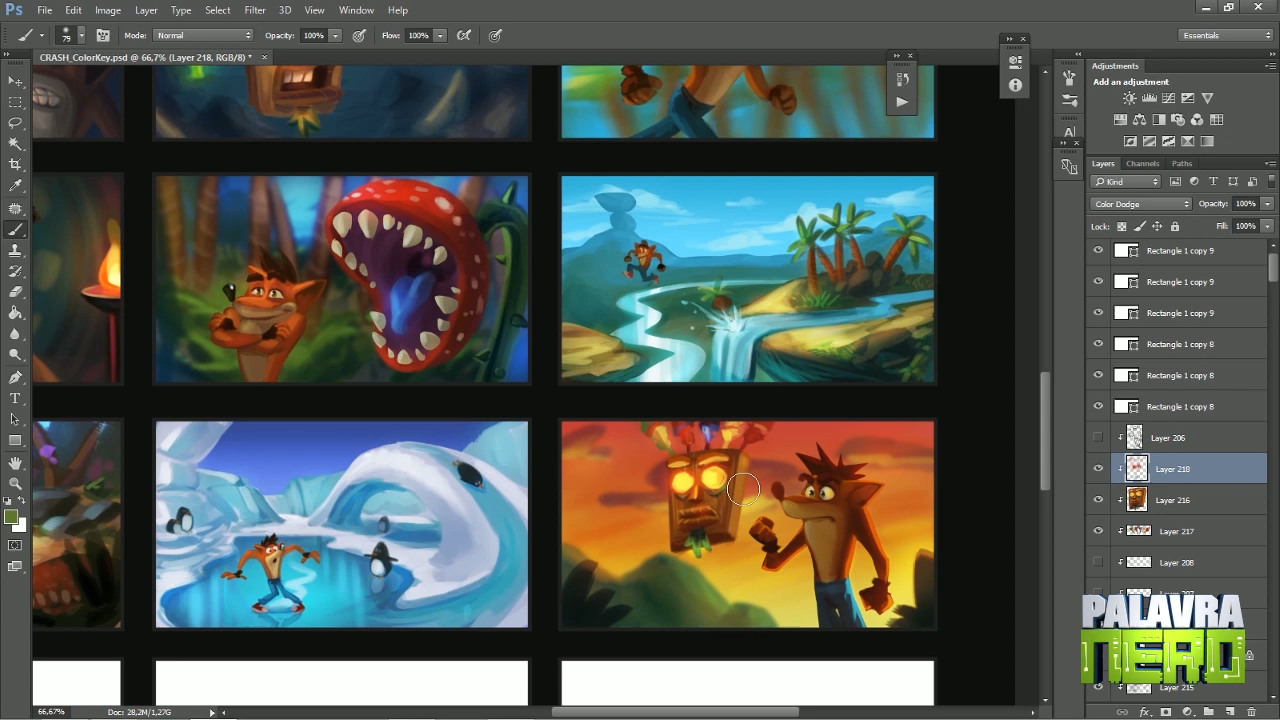 Ps File Edit Image Layer Type Select Filter 3D View Window Help
79 Mode: Normal Opacity: 100% Flow: 100% Essentials
CRASH_ColorKey.psd @ 66,7% (Layer 218, RGB/8) * ×
Adjustments
Add an adjustment
Layers Channels Paths
Kind
Color Dodge Opacity: 100%
Lock: Fill: 100%
Rectangle 1 copy 9
Rectangle 1 copy 9
Rectangle 1 copy 9
Rectangle 1 copy 8
Rectangle 1 copy 8
Rectangle 1 copy 8
Layer 206
Layer 218
Layer 216
Layer 217
Layer 208
PALAVRA
NERD
Layer 215
66,67% Doc: 28,2M/1,27G